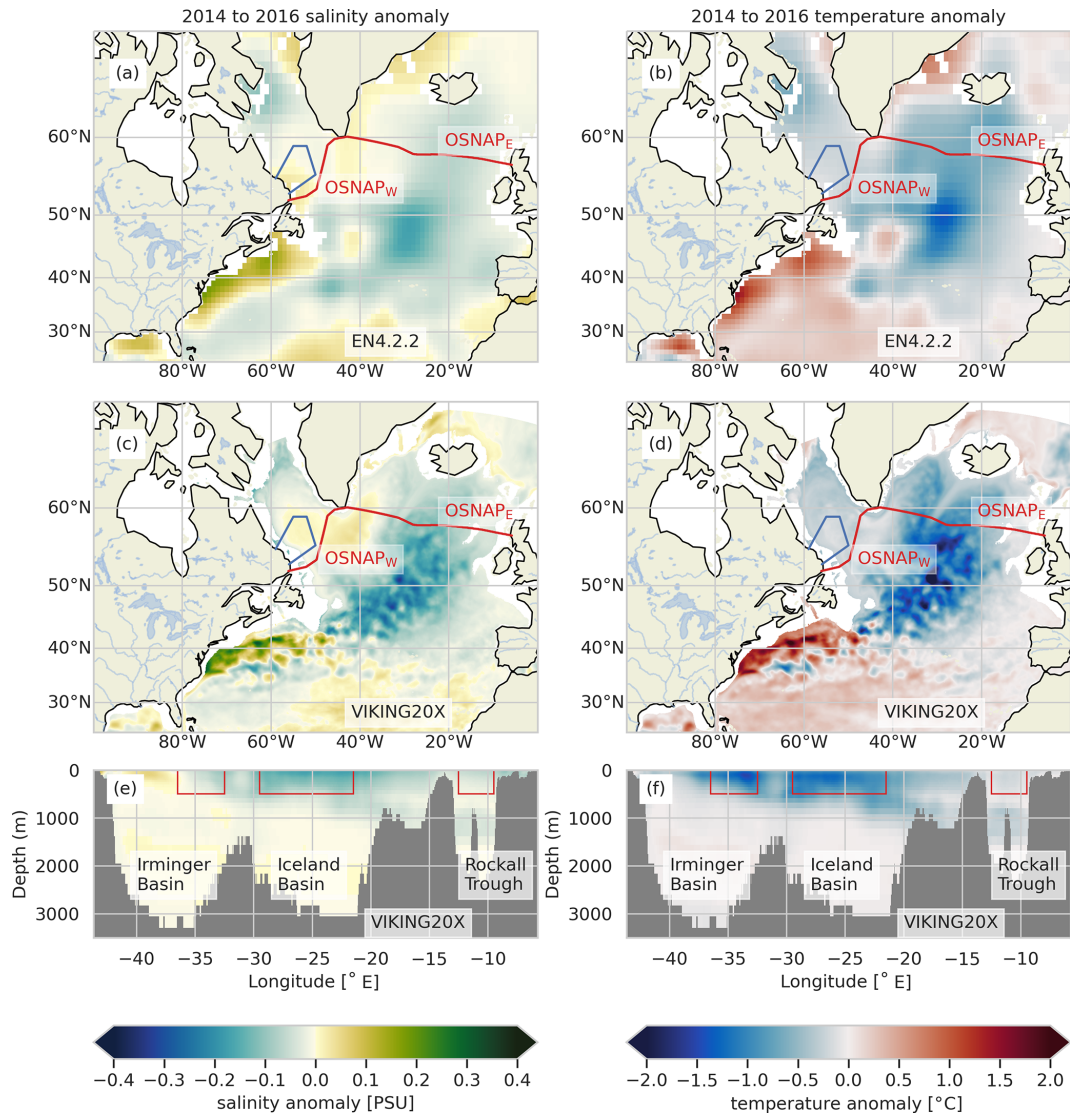 2014 to 2016 salinity anomaly
2014 to 2016 temperature anomaly
(a)
60°N
50°N
40°N
30°N
OSNAP_E
OSNAP_W
EN4.2.2
80°W 60°W 40°W 20°W
(b)
60°N
50°N
40°N
30°N
OSNAP_E
OSNAP_W
EN4.2.2
80°W 60°W 40°W 20°W
(c)
60°N
50°N
40°N
30°N
OSNAP_E
OSNAP_W
VIKING20X
80°W 60°W 40°W 20°W
(d)
60°N
50°N
40°N
30°N
OSNAP_E
OSNAP_W
VIKING20X
80°W 60°W 40°W 20°W
(e)
Depth (m)
0
1000
2000
3000
Irminger
Basin
Iceland
Basin
Rockall
Trough
VIKING20X
−40 −35 −30 −25 −20 −15 −10
Longitude [° E]
(f)
Depth (m)
0
1000
2000
3000
Irminger
Basin
Iceland
Basin
Rockall
Trough
VIKING20X
−40 −35 −30 −25 −20 −15 −10
Longitude [° E]
−0.4 −0.3 −0.2 −0.1 0.0 0.1 0.2 0.3 0.4
salinity anomaly [PSU]
−2.0 −1.5 −1.0 −0.5 0.0 0.5 1.0 1.5 2.0
temperature anomaly [°C]